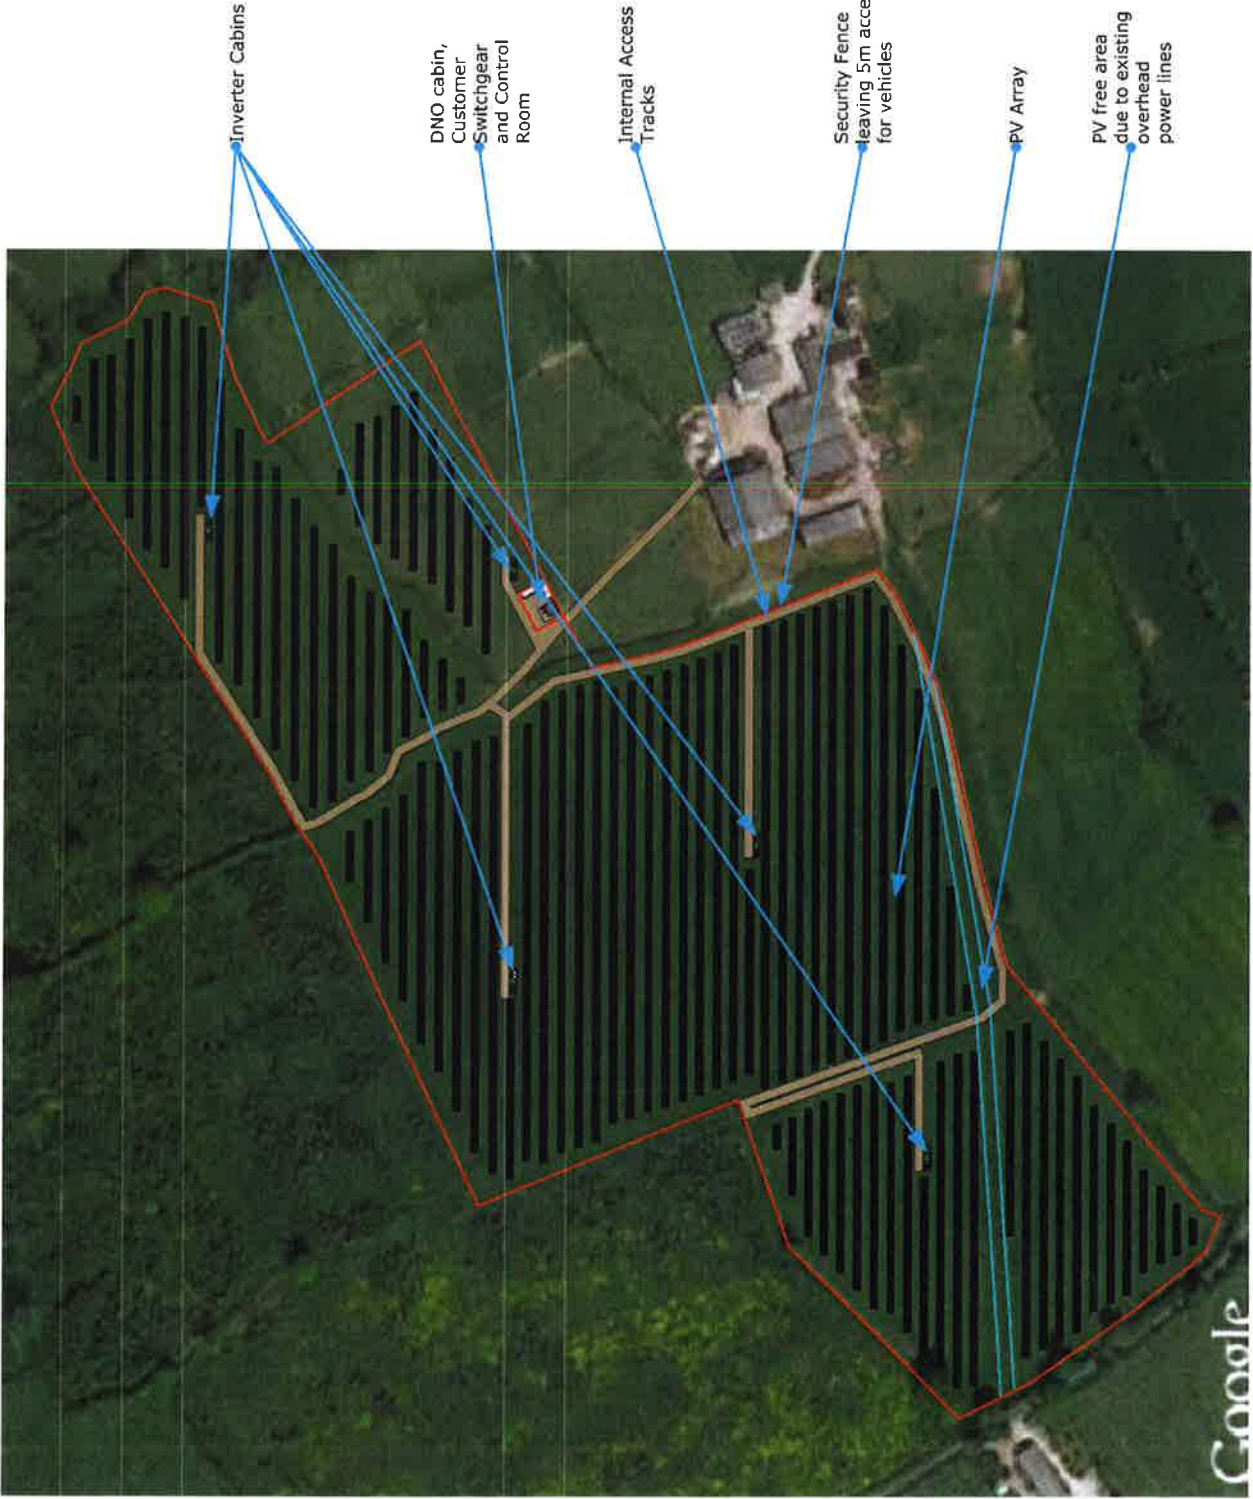 Inverter Cabins
DNO cabin,
Customer
Switchgear
and Control
Room
Internal Access
Tracks
Security Fence
leaving 5m acce
for vehicles
PV Array
PV free area
due to existing
overhead
power lines
Google